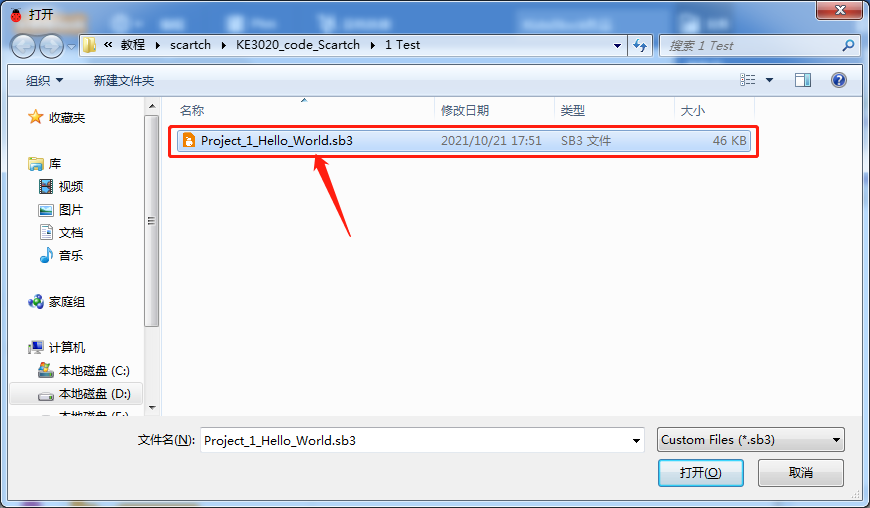 打开
« 教程 scartch KE3020_code_Scartch 1 Test
搜索 1 Test
组织 新建文件夹
名称 修改日期 类型 大小
Project_1_Hello_World.sb3 2021/10/21 17:51 SB3 文件 46 KB
收藏夹
库
视频
图片
文档
音乐
家庭组
计算机
本地磁盘 (C:)
本地磁盘 (D:)
文件名(N): Project_1_Hello_World.sb3 Custom Files (*.sb3)
打开(O) 取消